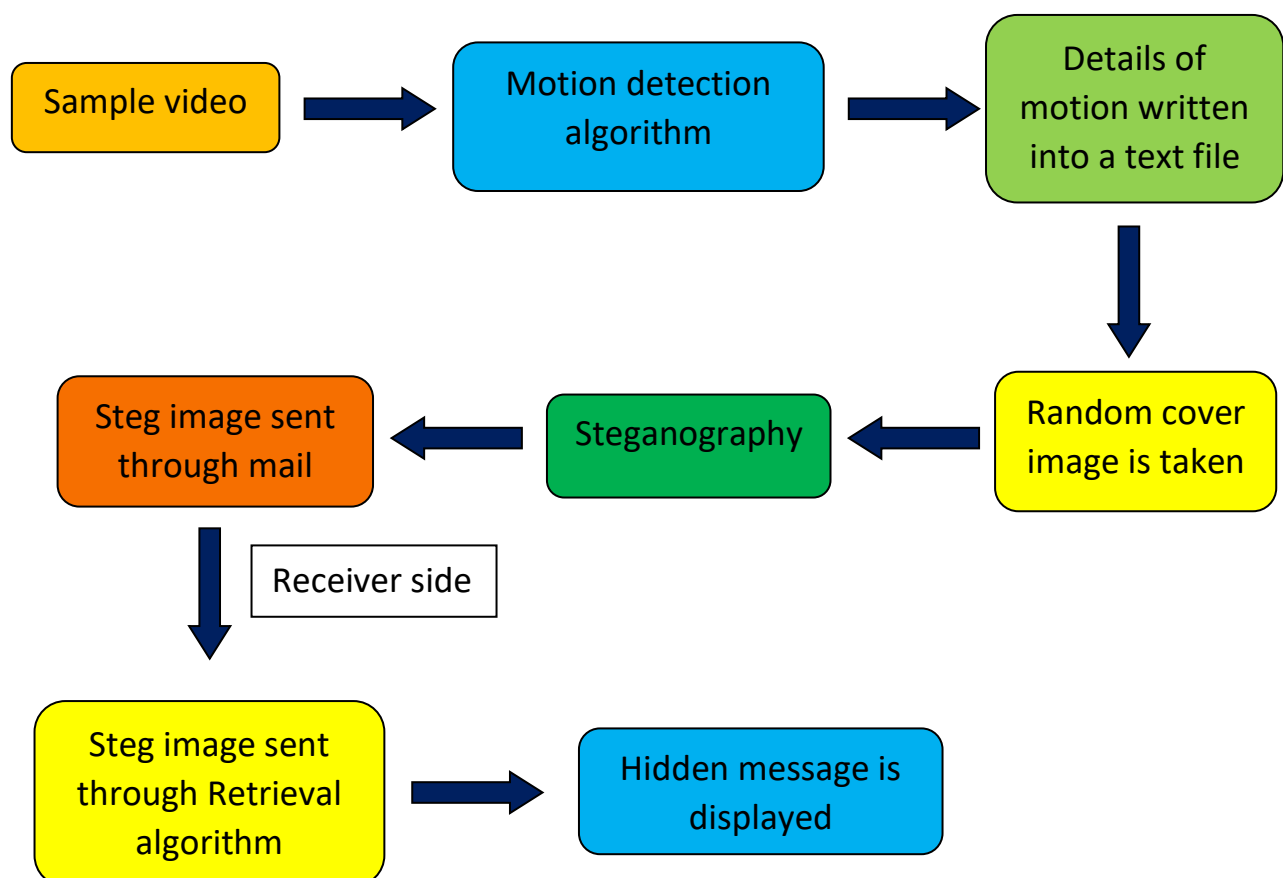 Sample video
Motion detection
algorithm
Details of
motion written
into a text file
Random cover
image is taken
Steganography
Steg image sent
through mail
Receiver side
Steg image sent
through Retrieval
algorithm
Hidden message is
displayed